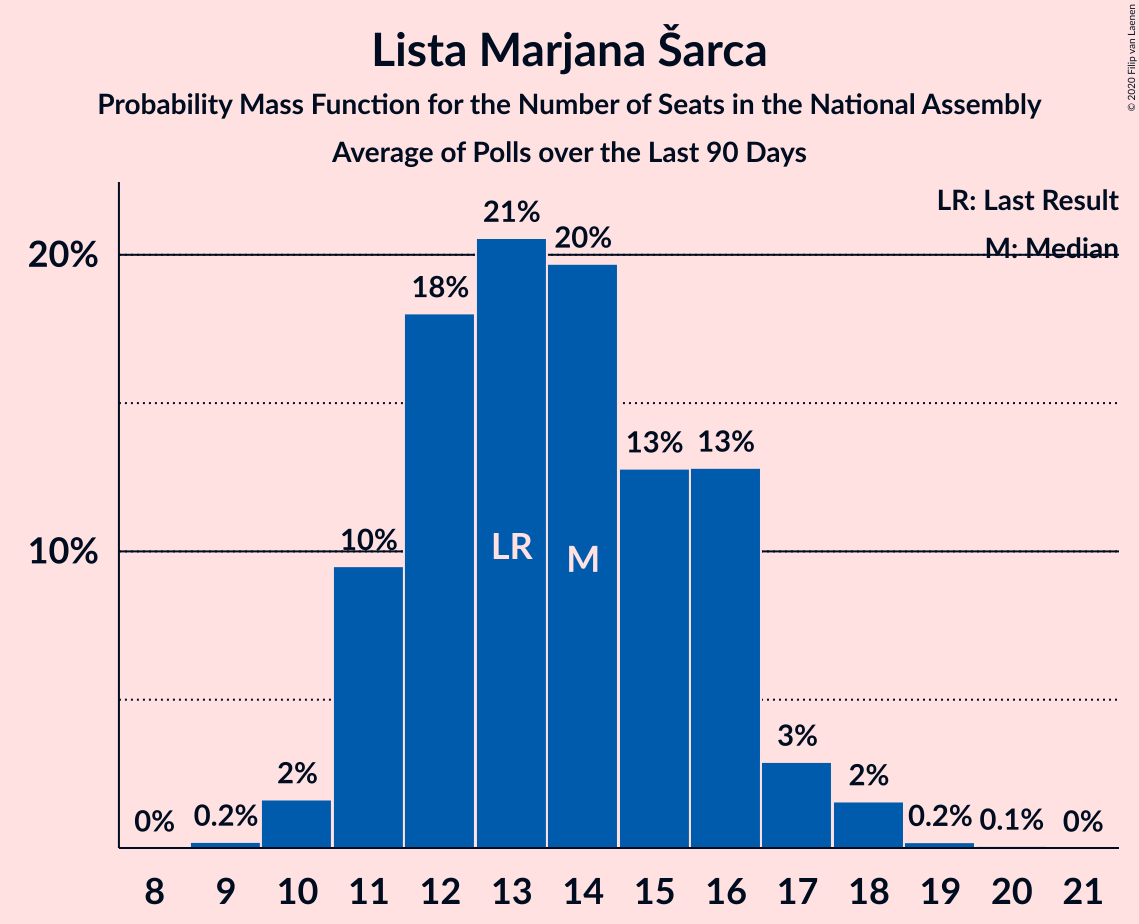 Lista Marjana Šarca
Probability Mass Function for the Number of Seats in the National Assembly
Average of Polls over the Last 90 Days
© 2020 Filip van Laenen
LR: Last Result
M: Median
20%
10%
0%
0.2%
2%
10%
18%
21%
20%
13%
13%
3%
2%
0.2%
0.1%
0%
LR
M
8 9 10 11 12 13 14 15 16 17 18 19 20 21